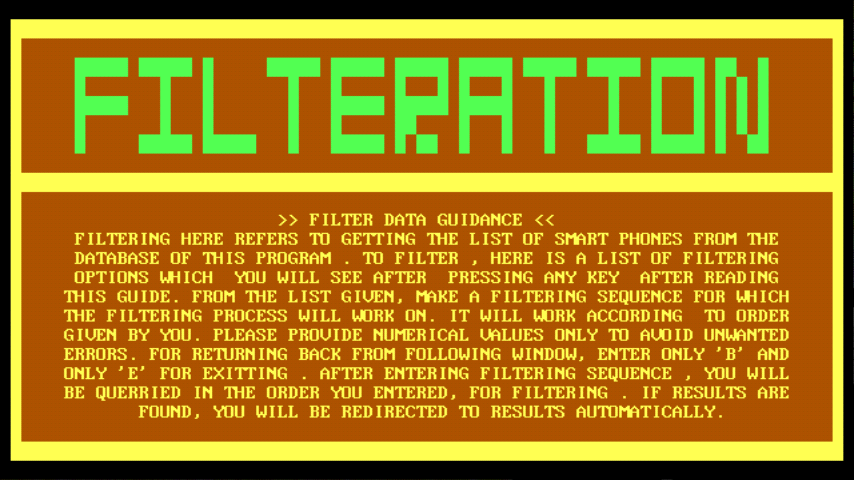 FILTERATION
>> FILTER DATA GUIDANCE <<
FILTERING HERE REFERS TO GETTING THE LIST OF SMART PHONES FROM THE
DATABASE OF THIS PROGRAM . TO FILTER , HERE IS A LIST OF FILTERING
OPTIONS WHICH  YOU WILL SEE AFTER  PRESSING ANY KEY  AFTER READING
THIS GUIDE. FROM THE LIST GIVEN, MAKE A FILTERING SEQUENCE FOR WHICH
THE FILTERING PROCESS WILL WORK ON. IT WILL WORK ACCORDING  TO ORDER
GIVEN BY YOU. PLEASE PROVIDE NUMERICAL VALUES ONLY TO AVOID UNWANTED
ERRORS. FOR RETURNING BACK FROM FOLLOWING WINDOW, ENTER ONLY 'B' AND
ONLY 'E' FOR EXITTING . AFTER ENTERING FILTERING SEQUENCE , YOU WILL
BE QUERRIED IN THE ORDER YOU ENTERED, FOR FILTERING . IF RESULTS ARE
FOUND, YOU WILL BE REDIRECTED TO RESULTS AUTOMATICALLY.